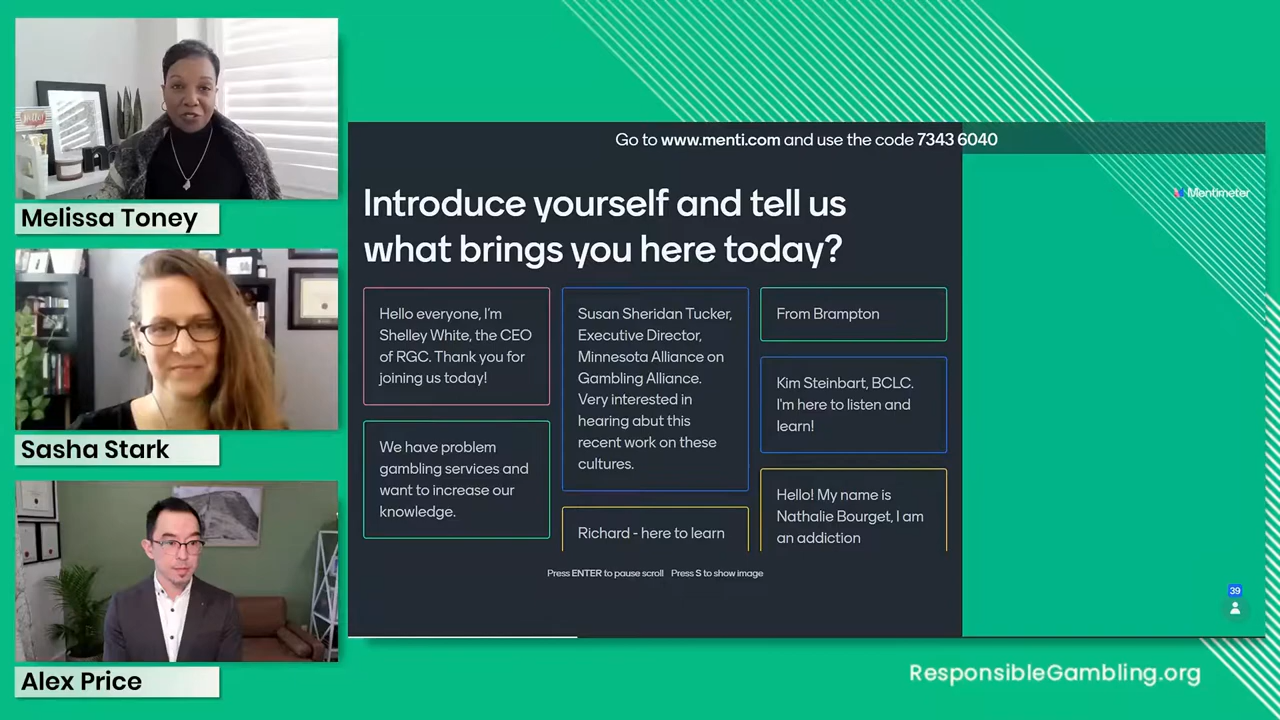 Melissa Toney
Sasha Stark
Alex Price
Go to www.menti.com and use the code 7343 6040
Mentimeter
Introduce yourself and tell us
what brings you here today?
Hello everyone, I'm
Shelley White, the CEO
of RGC. Thank you for
joining us today!
We have problem
gambling services and
want to increase our
knowledge.
Susan Sheridan Tucker,
Executive Director,
Minnesota Alliance on
Gambling Alliance.
Very interested in
hearing abut this
recent work on these
cultures.
Richard - here to learn
From Brampton
Kim Steinbart, BCLC.
I'm here to listen and
learn!
Hello! My name is
Nathalie Bourget, I am
an addiction
Press ENTER to pause scroll Press S to show image
39
ResponsibleGambling.org